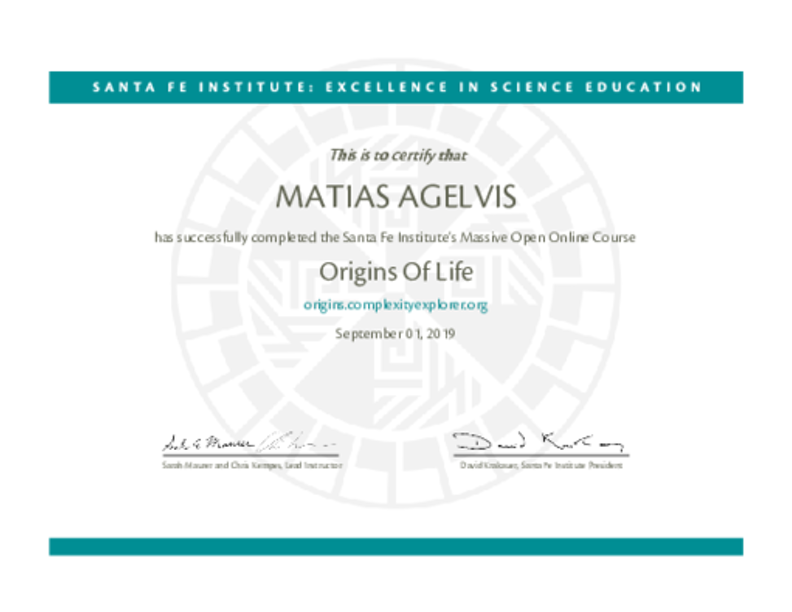 SANTA FE INSTITUTE: EXCELLENCE IN SCIENCE EDUCATION
This is to certify that
MATIAS AGELVIS
has successfully completed the Santa Fe Institute's Massive Open Online Course
Origins Of Life
origins.complexityexplorer.org
September 01, 2019
Sarah Maurer and Chris Kempes, Lead Instructor
David Krakauer, Santa Fe Institute President